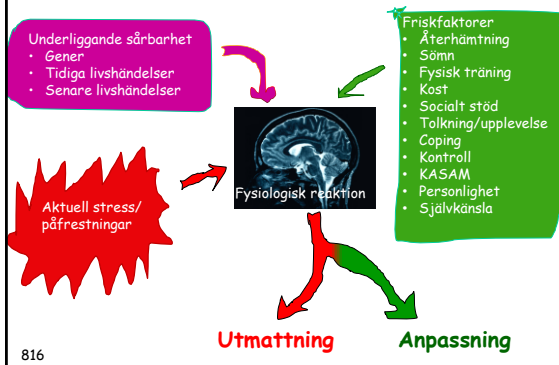 Underliggande sårbarhet
• Gener
• Tidiga livshändelser
• Senare livshändelser
Friskfaktorer
• Återhämtning
• Sömn
• Fysisk träning
• Kost
• Socialt stöd
• Tolkning/upplevelse
• Coping
• Kontroll
• KASAM
• Personlighet
• Självkänsla
Aktuell stress/
påfrestningar
Fysiologisk reaktion
Utmattning
Anpassning
816